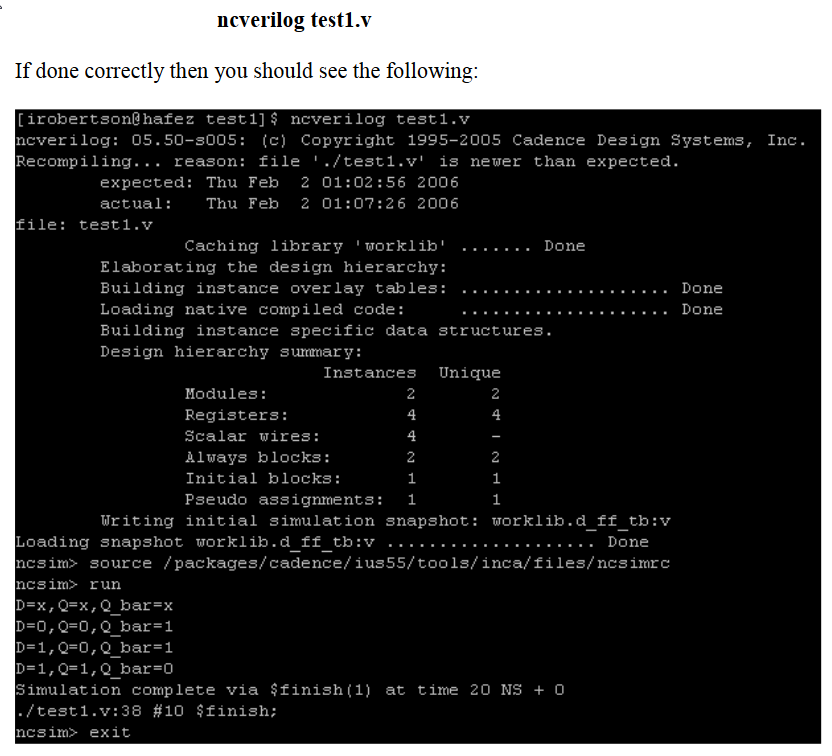 ncverilog test1.v
If done correctly then you should see the following:
[irobertson@hafez test1]$ ncverilog test1.v
ncverilog: 05.50-s005: (c) Copyright 1995-2005 Cadence Design Systems, Inc.
Recompiling... reason: file './test1.v' is newer than expected.
expected: Thu Feb  2 01:02:56 2006
actual:   Thu Feb  2 01:07:26 2006
file: test1.v
Caching library 'worklib' ....... Done
Elaborating the design hierarchy:
Building instance overlay tables: .................... Done
Loading native compiled code:     .................... Done
Building instance specific data structures.
Design hierarchy summary:
Instances  Unique
Modules:             2       2
Registers:           4       4
Scalar wires:        4       -
Always blocks:       2       2
Initial blocks:      1       1
Pseudo assignments:  1       1
Writing initial simulation snapshot: worklib.d_ff_tb:v
Loading snapshot worklib.d_ff_tb:v .................... Done
ncsim> source /packages/cadence/ius55/tools/inca/files/ncsimrc
ncsim> run
D=x,Q=x,Q_bar=x
D=0,Q=0,Q_bar=1
D=1,Q=0,Q_bar=1
D=1,Q=1,Q_bar=0
Simulation complete via $finish(1) at time 20 NS + 0
./test1.v:38 #10 $finish;
ncsim> exit